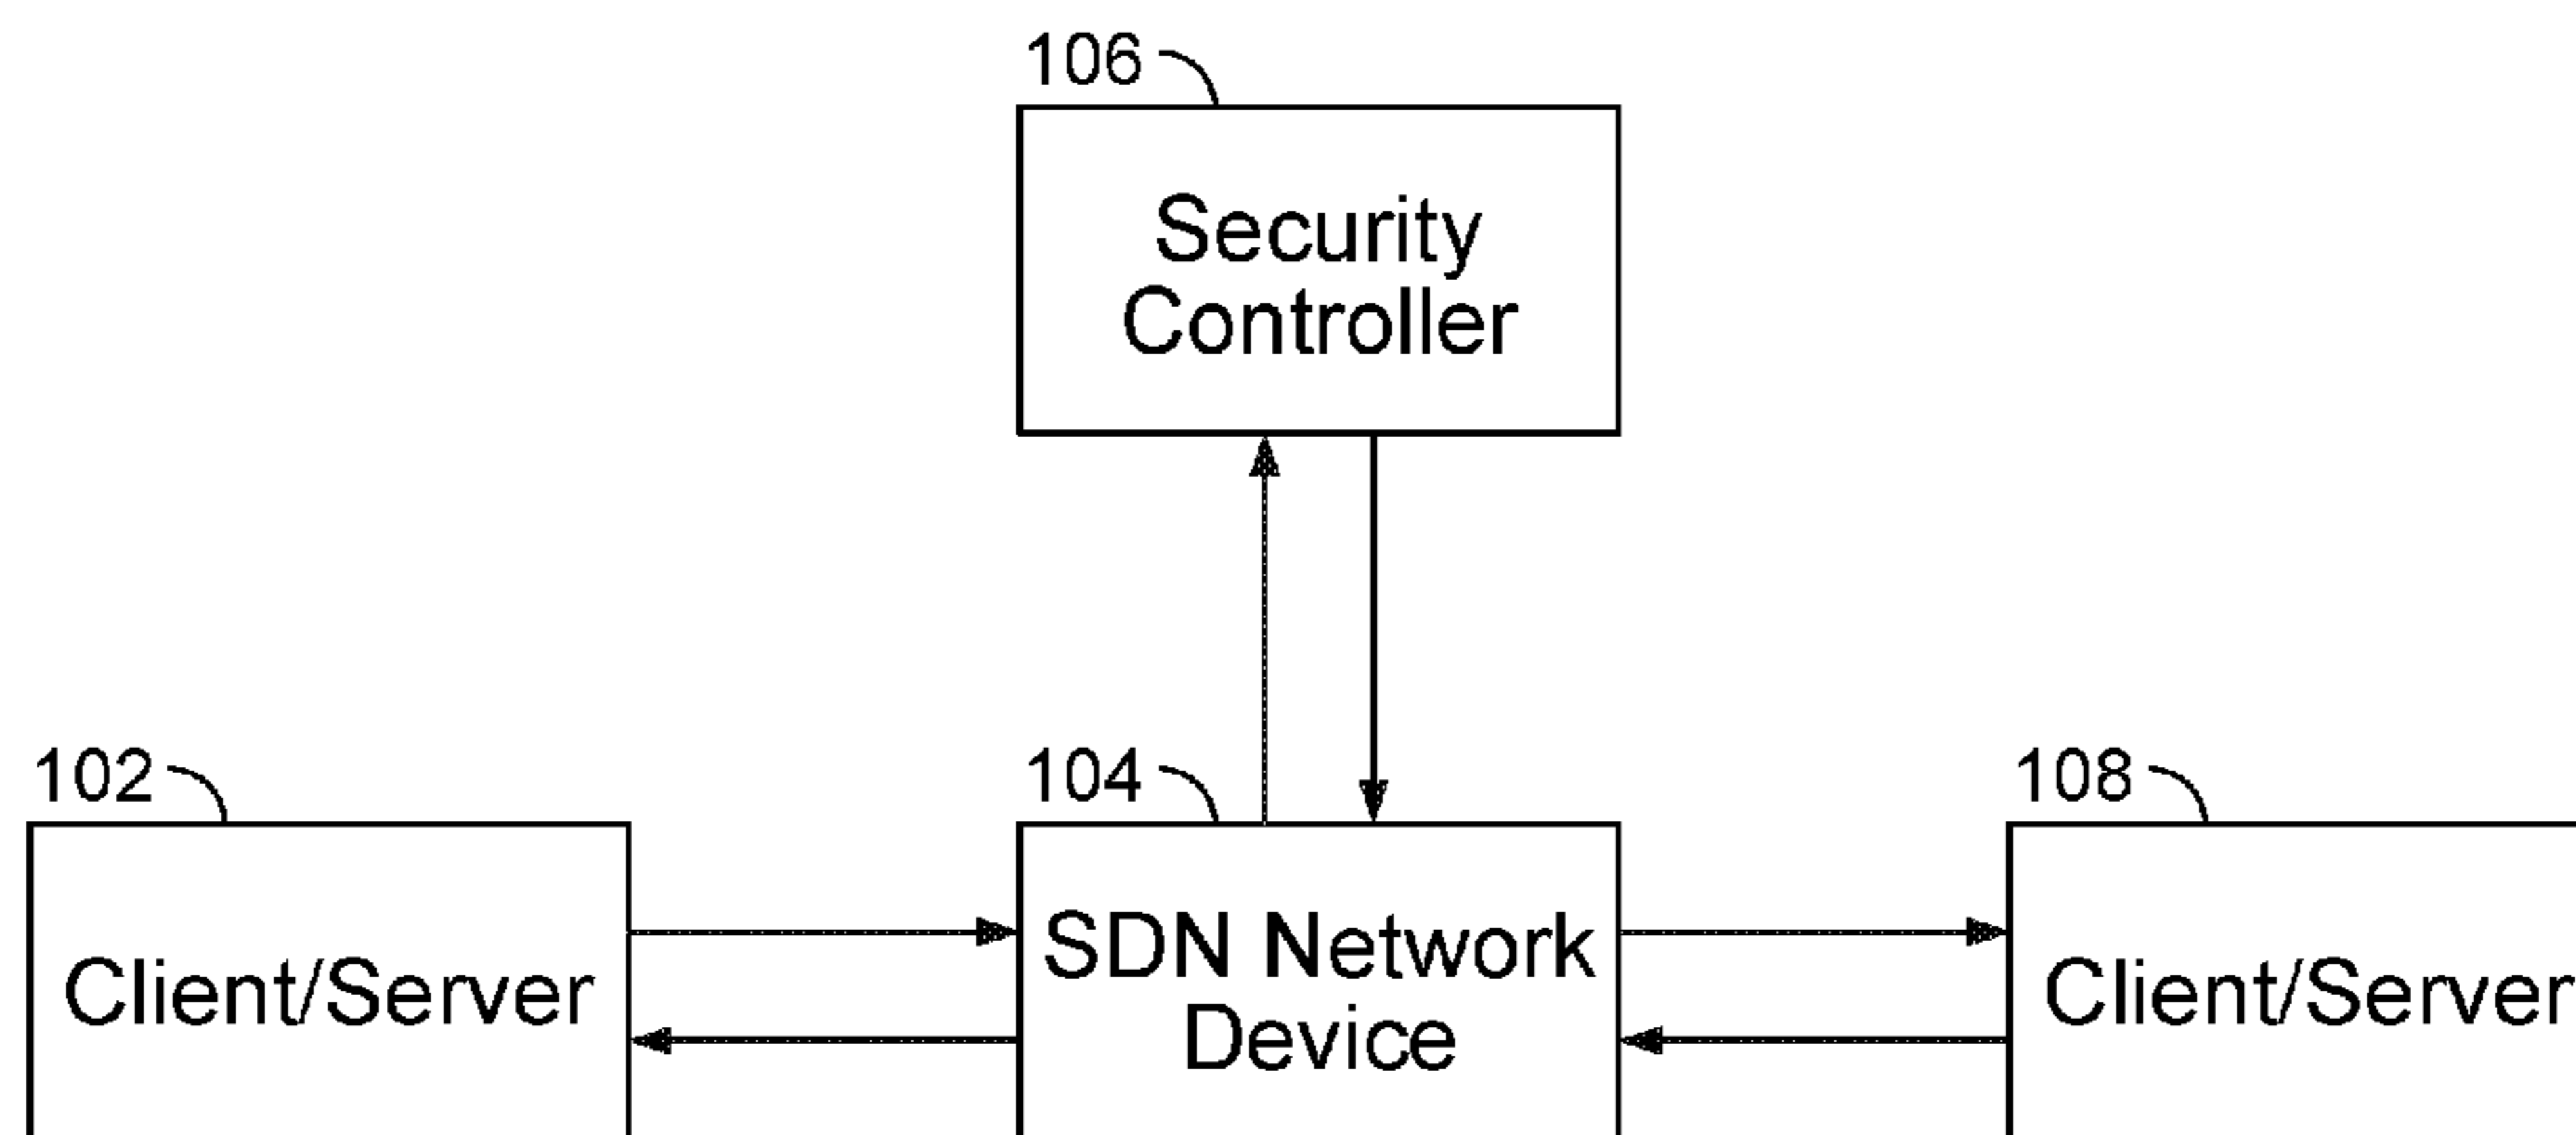 106
Security
Controller
102
104
108
Client/Server
SDN Network
Device
Client/Server